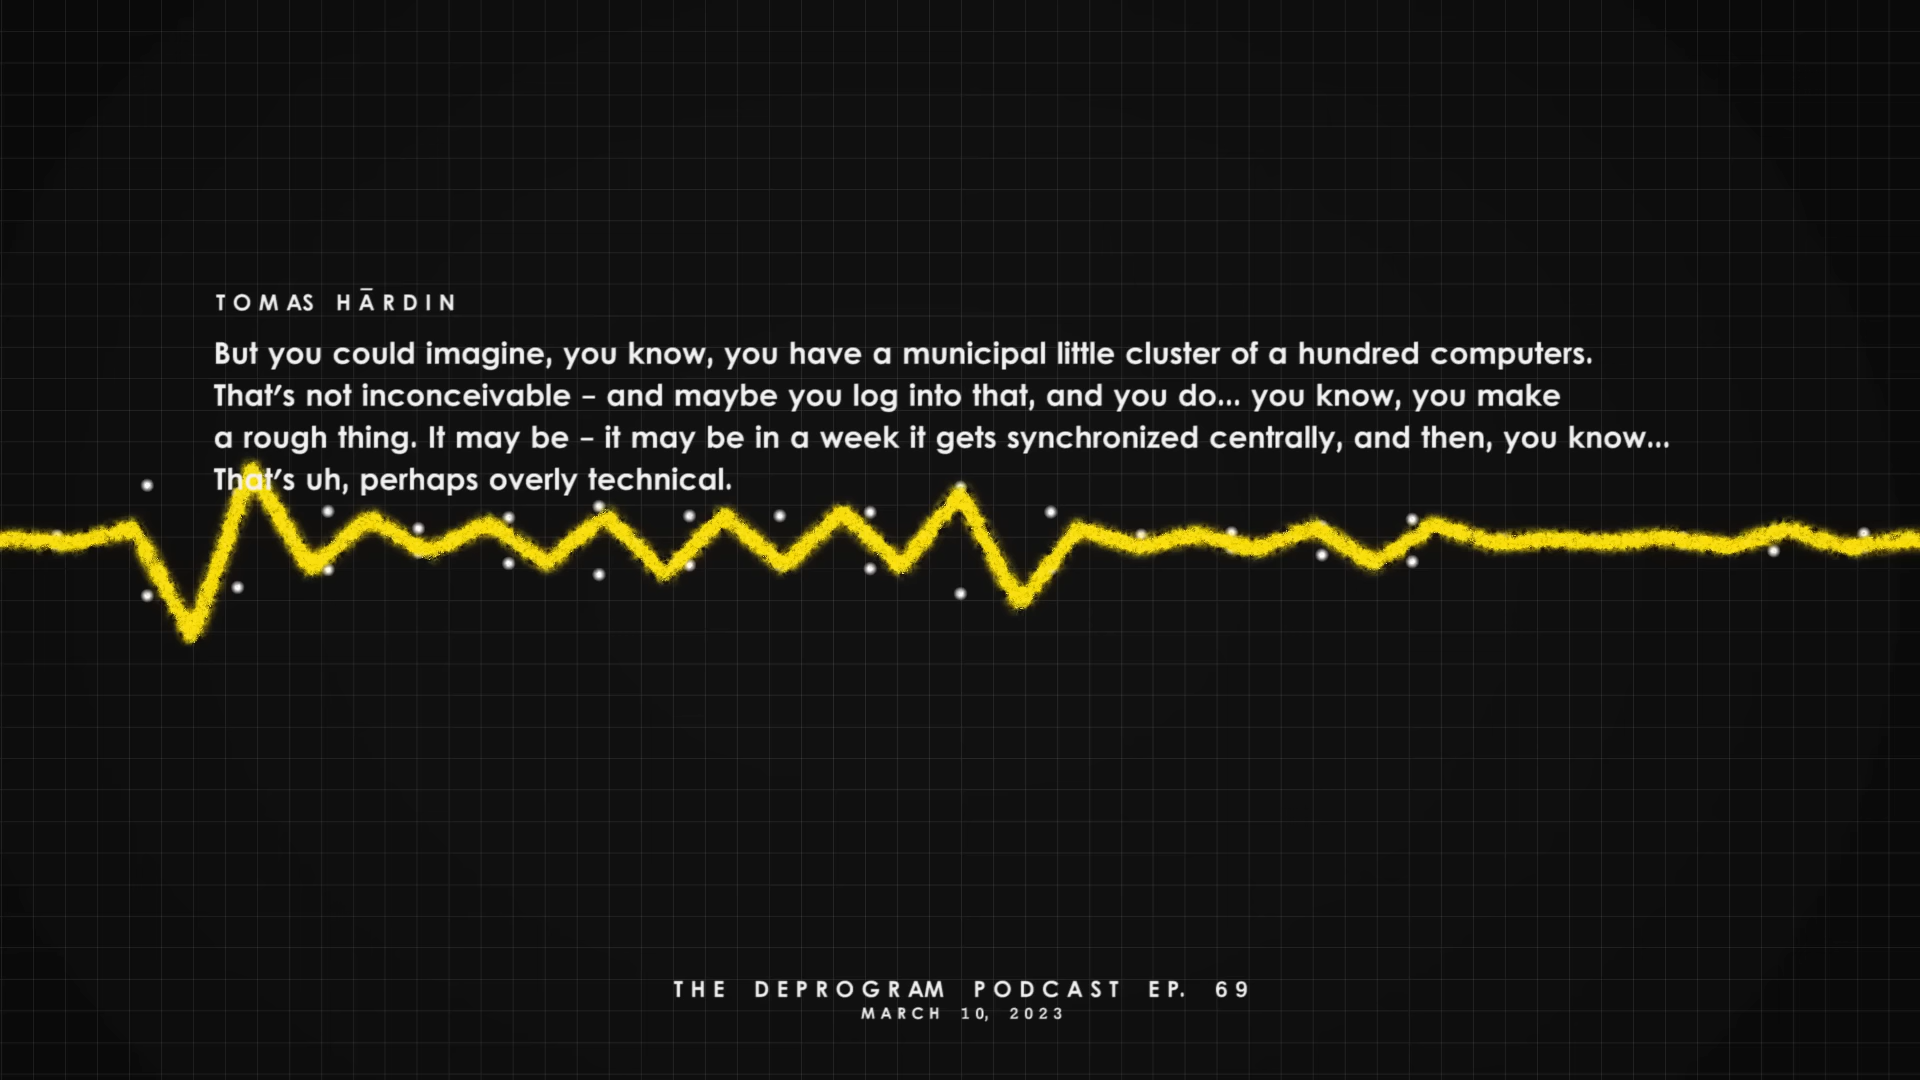 TOMAS HĀRDIN
But you could imagine, you know, you have a municipal little cluster of a hundred computers.
That's not inconceivable – and maybe you log into that, and you do... you know, you make
a rough thing. It may be – it may be in a week it gets synchronized centrally, and then, you know...
That's uh, perhaps overly technical.
THE DEPROGRAM PODCAST EP. 69
MARCH 10, 2023